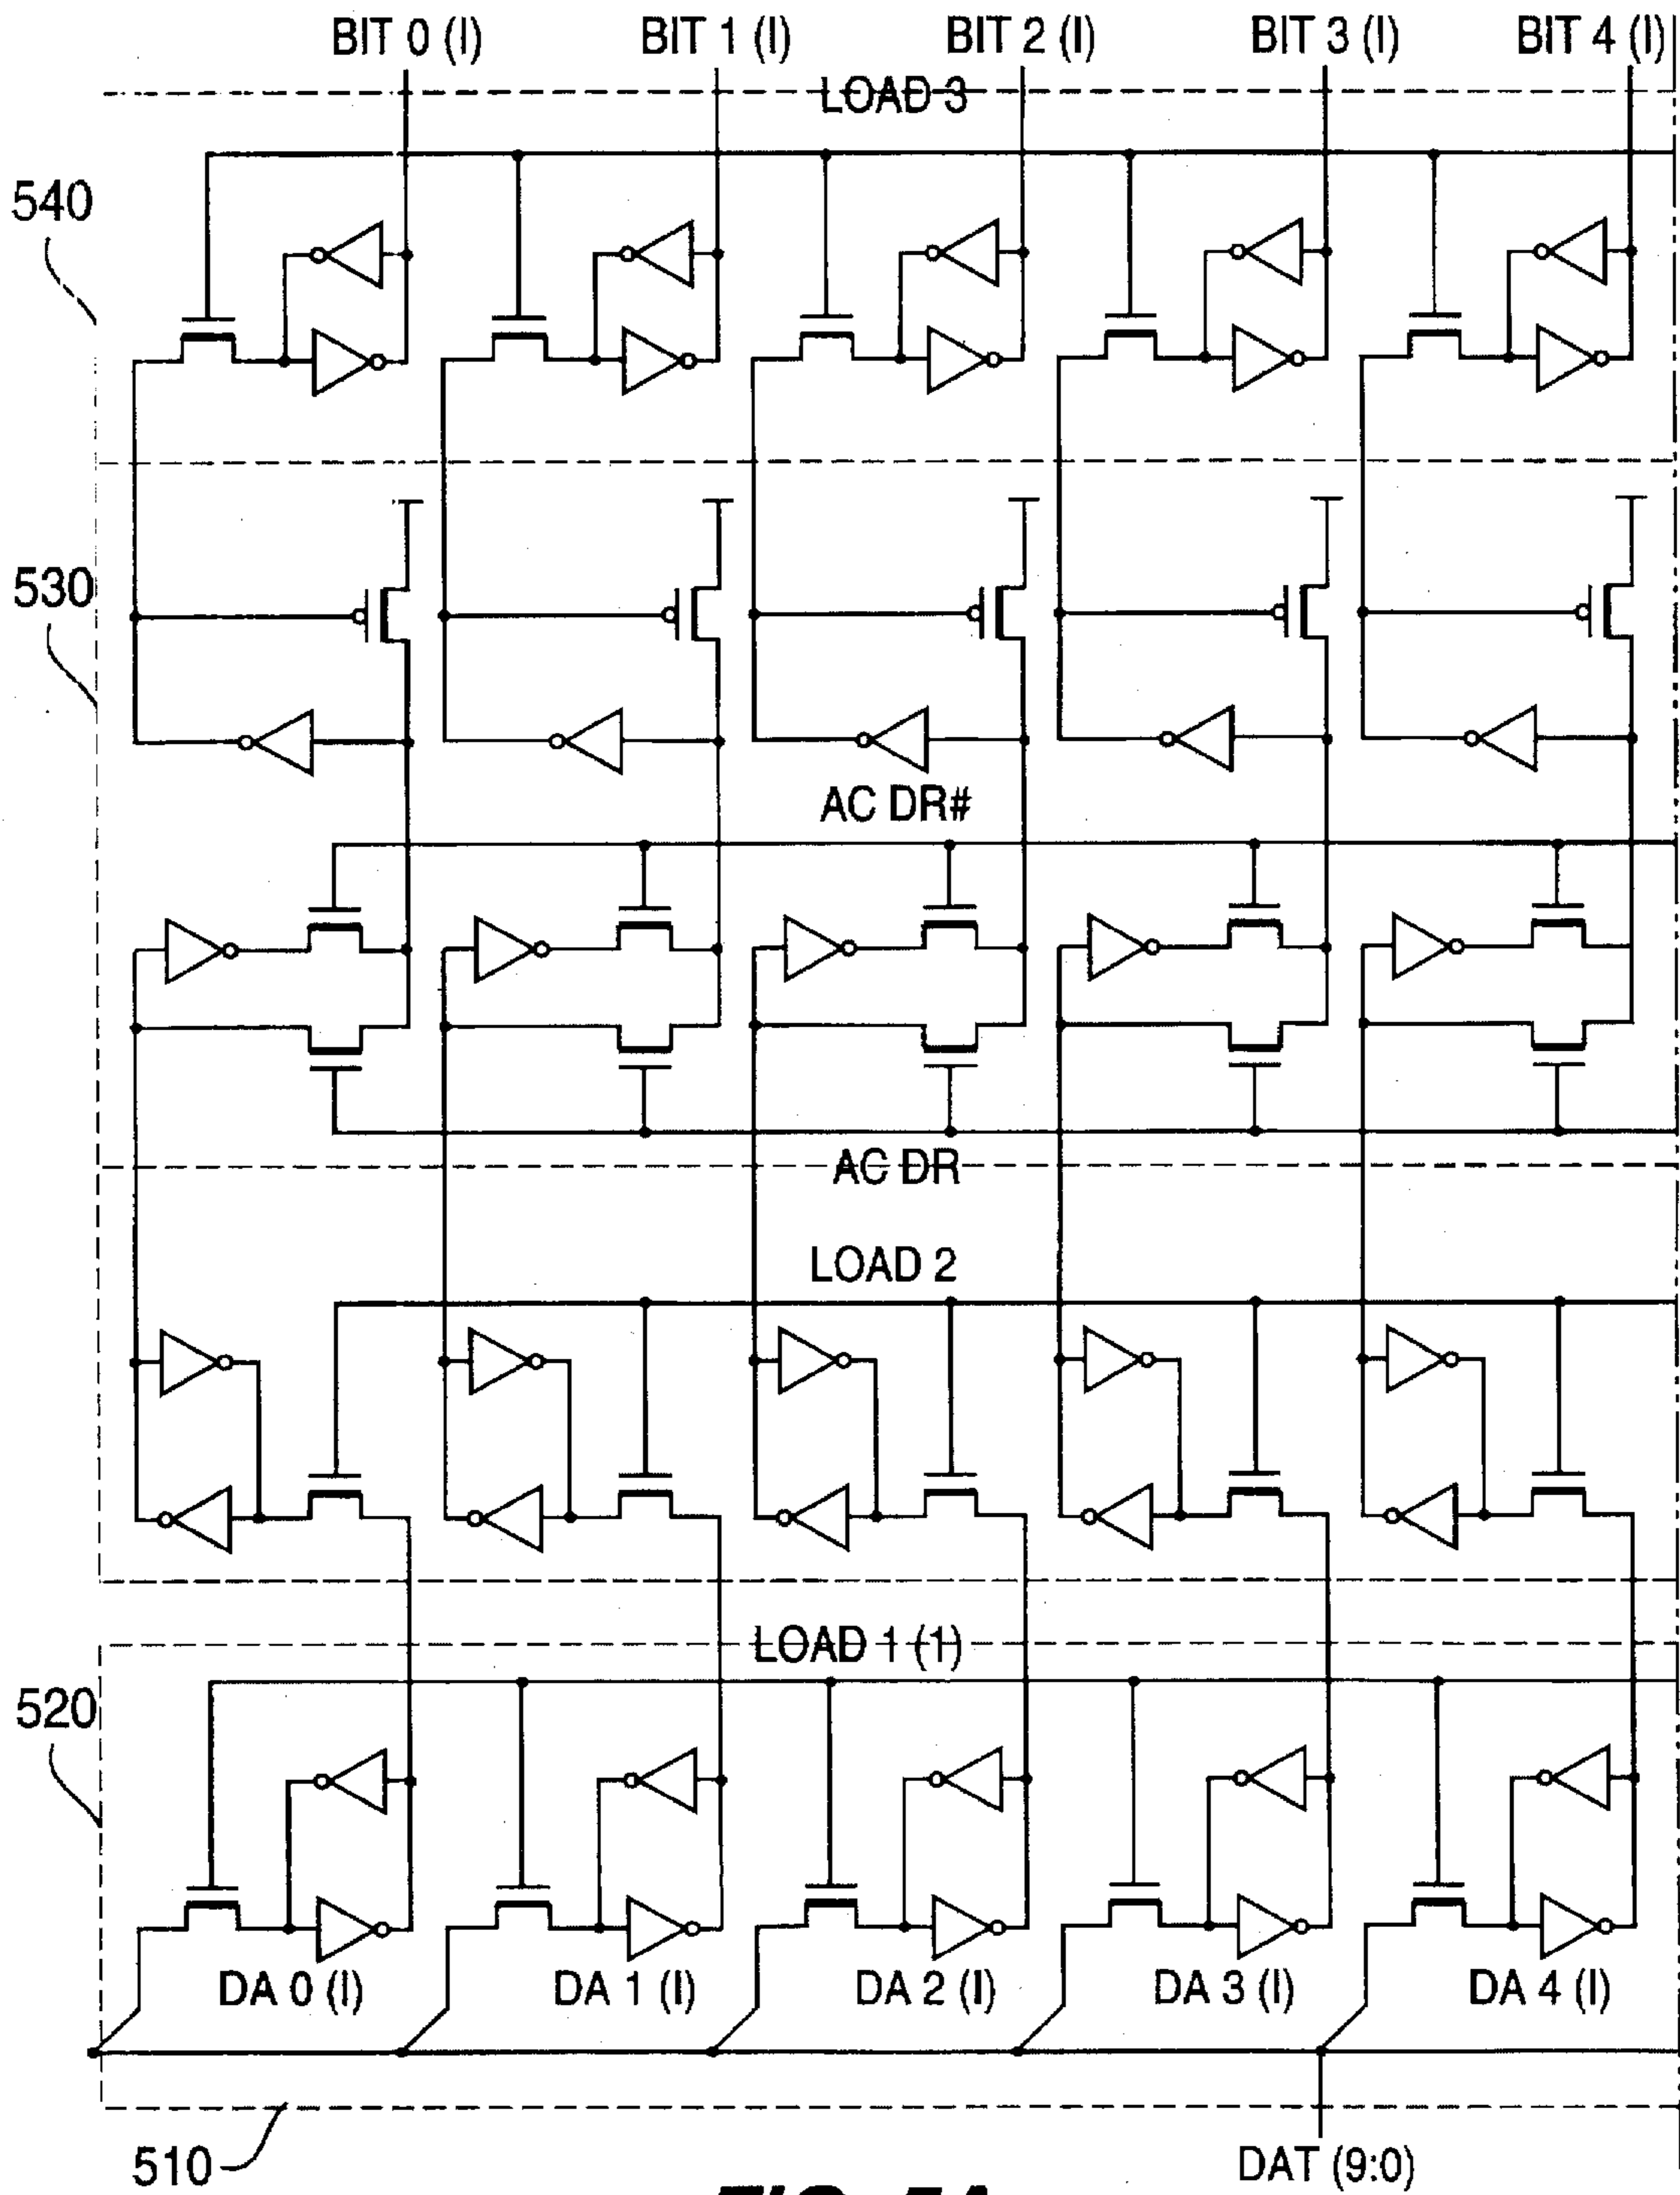 BIT 0 (I) BIT 1 (I) BIT 2 (I) BIT 3 (I) BIT 4 (I)
LOAD 3
540
530
AC DR#
AC DR
LOAD 2
LOAD 1 (1)
520
DA 0 (I) DA 1 (I) DA 2 (I) DA 3 (I) DA 4 (I)
510
DAT (9:0)